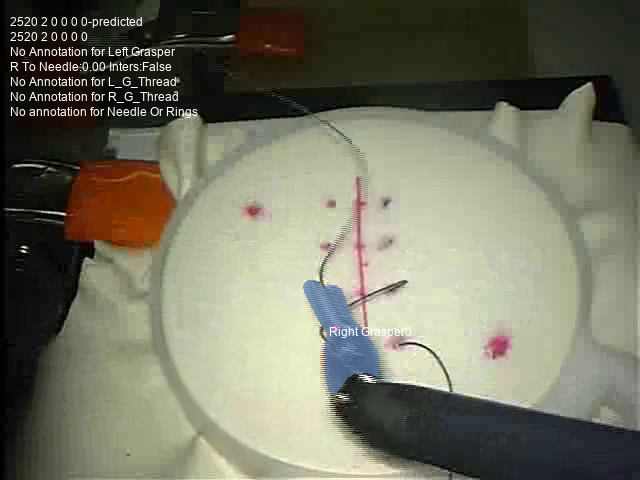 2520 2 0 0 0 0-predicted
2520 2 0 0 0 0
No Annotation for Left Grasper
R To Needle:0.00 Inters:False
No Annotation for L_G_Thread
No Annotation for R_G_Thread
No annotation for Needle Or Rings
Right Grasper0